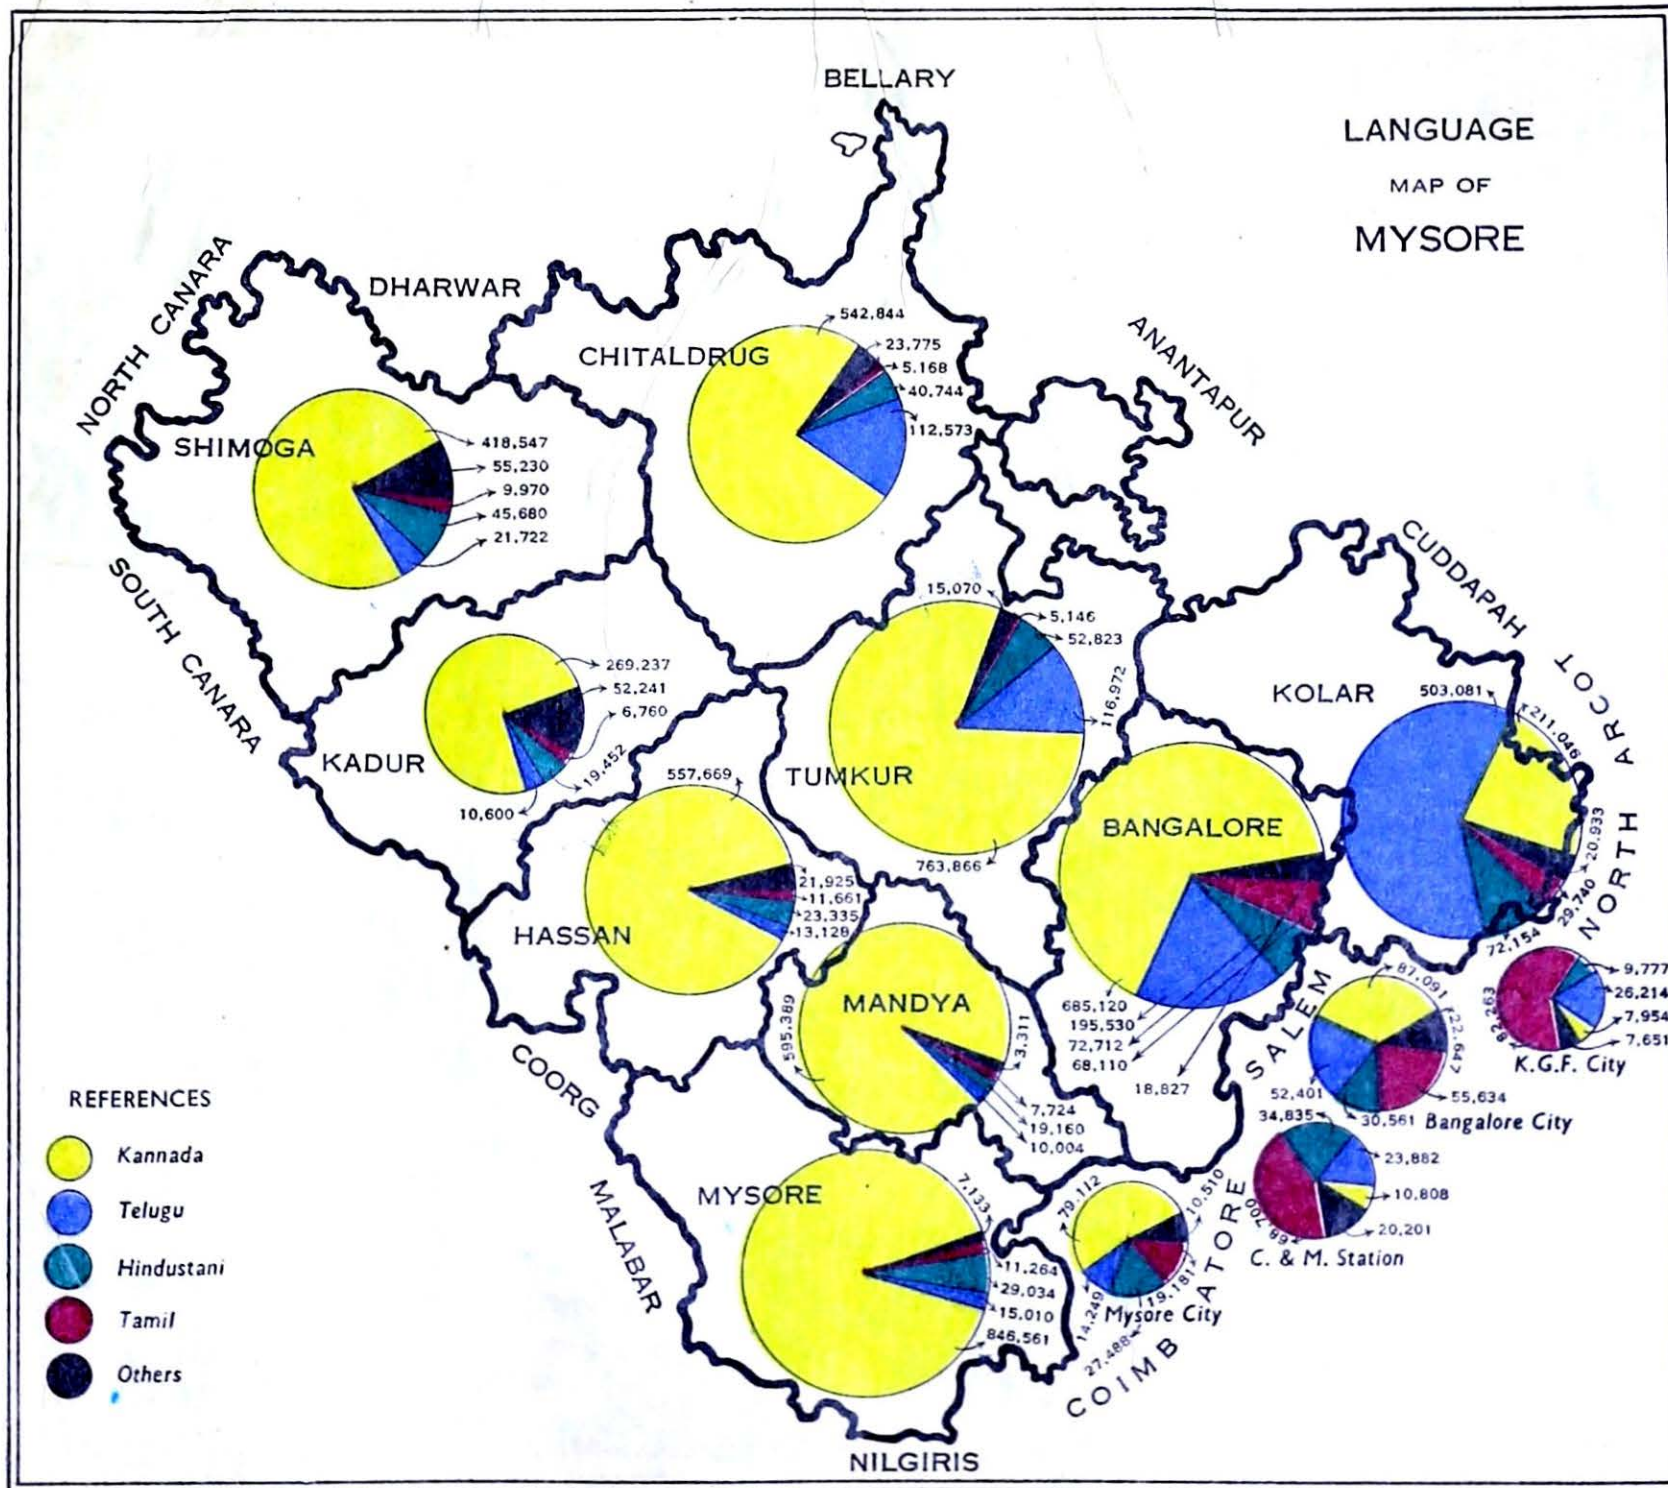 LANGUAGE
MAP OF
MYSORE
BELLARY
DHARWAR
NORTH CANARA
SOUTH CANARA
ANANTAPUR
CUDDAPAH
NORTH ARCOT
SALEM
COIMBATORE
NILGIRIS
MALABAR
COORG
CHITALDRUG
542,844
23,775
5,168
40,744
112,573
SHIMOGA
418,547
55,230
9,970
45,680
21,722
KADUR
269,237
52,241
6,760
19,452
10,600
TUMKUR
15,070
5,146
52,823
116,972
763,866
KOLAR
503,081
211,046
20,933
29,740
72,154
HASSAN
557,669
21,925
11,661
23,335
13,128
BANGALORE
685,120
195,530
72,712
68,110
18,827
MANDYA
595,389
3,311
7,724
19,160
10,004
MYSORE
7,133
11,264
29,034
15,010
846,561
K.G.F. City
9,777
26,214
7,954
7,651
82,263
Bangalore City
87,091
22,647
55,634
30,561
52,401
C. & M. Station
34,835
23,882
10,808
20,201
68,700
Mysore City
79,112
10,510
19,181
27,488
14,249
REFERENCES
Kannada
Telugu
Hindustani
Tamil
Others